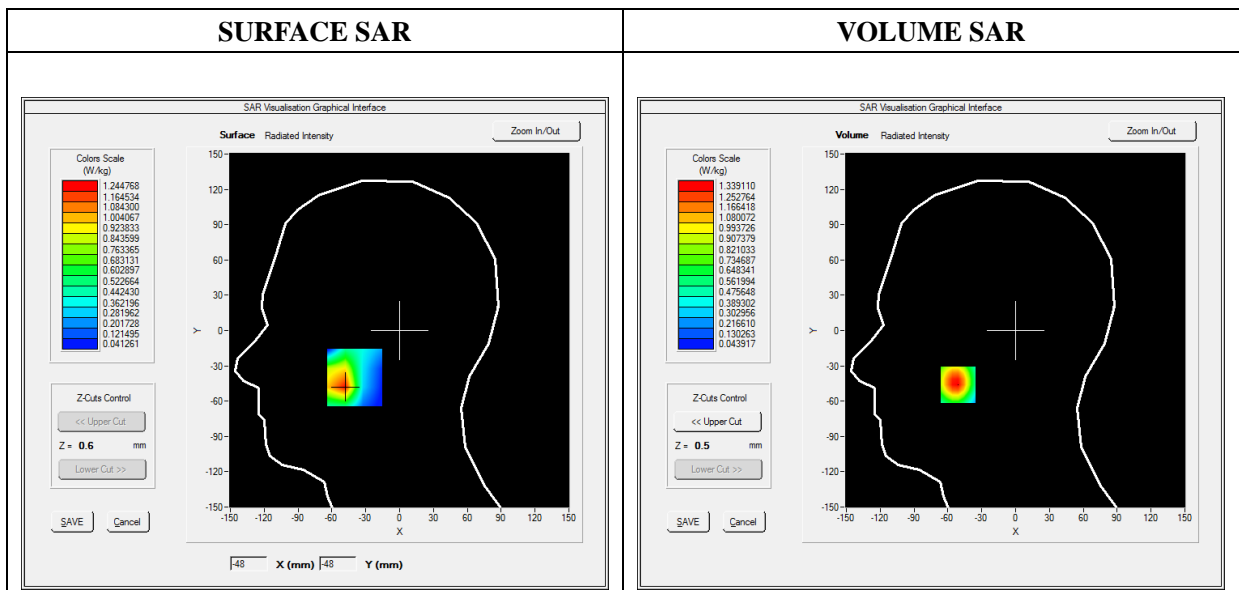 SURFACE SAR
VOLUME SAR
SAR Visualisation Graphical Interface
Surface Radiated Intensity
Zoom In/Out
Colors Scale
(W/kg)
1.244768
1.164534
1.084300
1.004067
0.923833
0.843599
0.763365
0.683131
0.602897
0.522664
0.442430
0.362196
0.281962
0.201728
0.121495
0.041261
Z-Cuts Control
<< Upper Cut
Z = 0.6 mm
Lower Cut >>
SAVE Cancel
150
120
90
60
30
0
-30
-60
-90
-120
-150
Y
-150 -120 -90 -60 -30 0 30 60 90 120 150
X
-48 X (mm) -48 Y (mm)
SAR Visualisation Graphical Interface
Volume Radiated Intensity
Zoom In/Out
Colors Scale
(W/kg)
1.339110
1.252764
1.166418
1.080072
0.993726
0.907379
0.821033
0.734687
0.648341
0.561994
0.475648
0.389302
0.302956
0.216610
0.130263
0.043917
Z-Cuts Control
<< Upper Cut
Z = 0.5 mm
Lower Cut >>
SAVE Cancel
150
120
90
60
30
0
-30
-60
-90
-120
-150
Y
-150 -120 -90 -60 -30 0 30 60 90 120 150
X